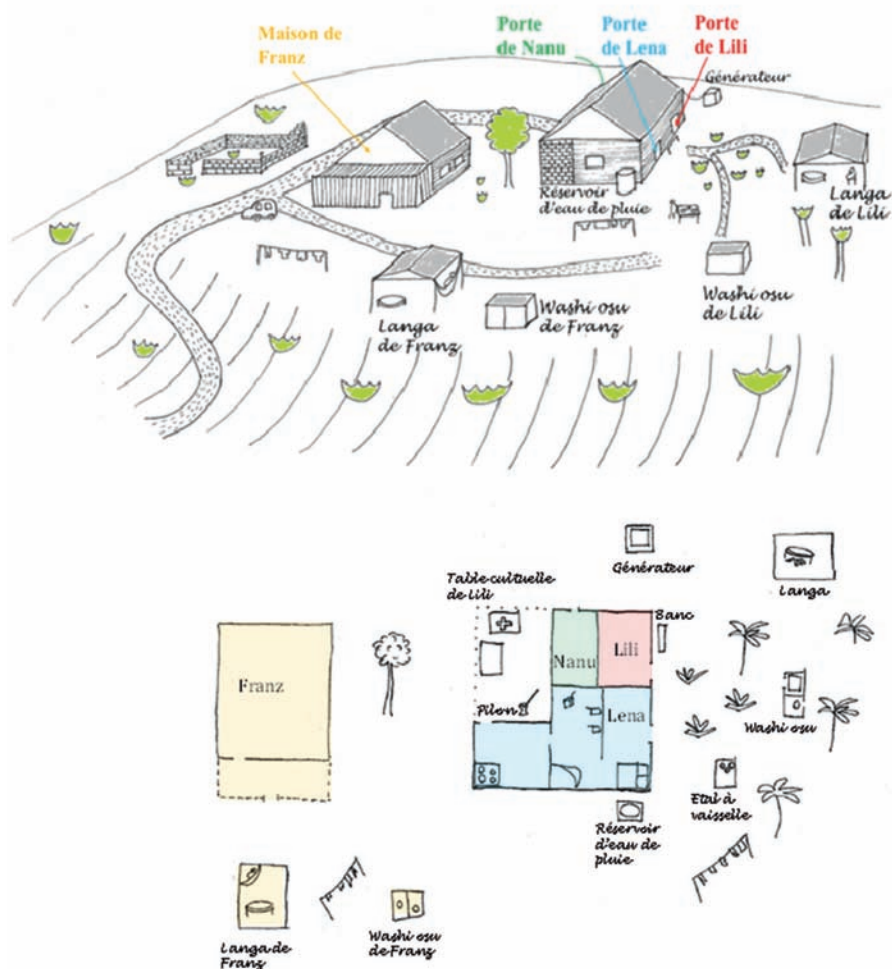 Maison de
Franz
Porte
de Nanu
Porte
de Lena
Porte
de Lili
Générateur
Réservoir
d'eau de pluie
Langa
de Lili
Washi osu
de Lili
Washi osu
de Franz
Langa
de Franz
Générateur
Langa
Table cultuelle
de Lili
Banc
Nanu
Lili
Franz
Pilon
Lena
Washi osu
Etal à
vaisselle
Réservoir
d'eau de
pluie
Langa de
Franz
Washi osu
de Franz